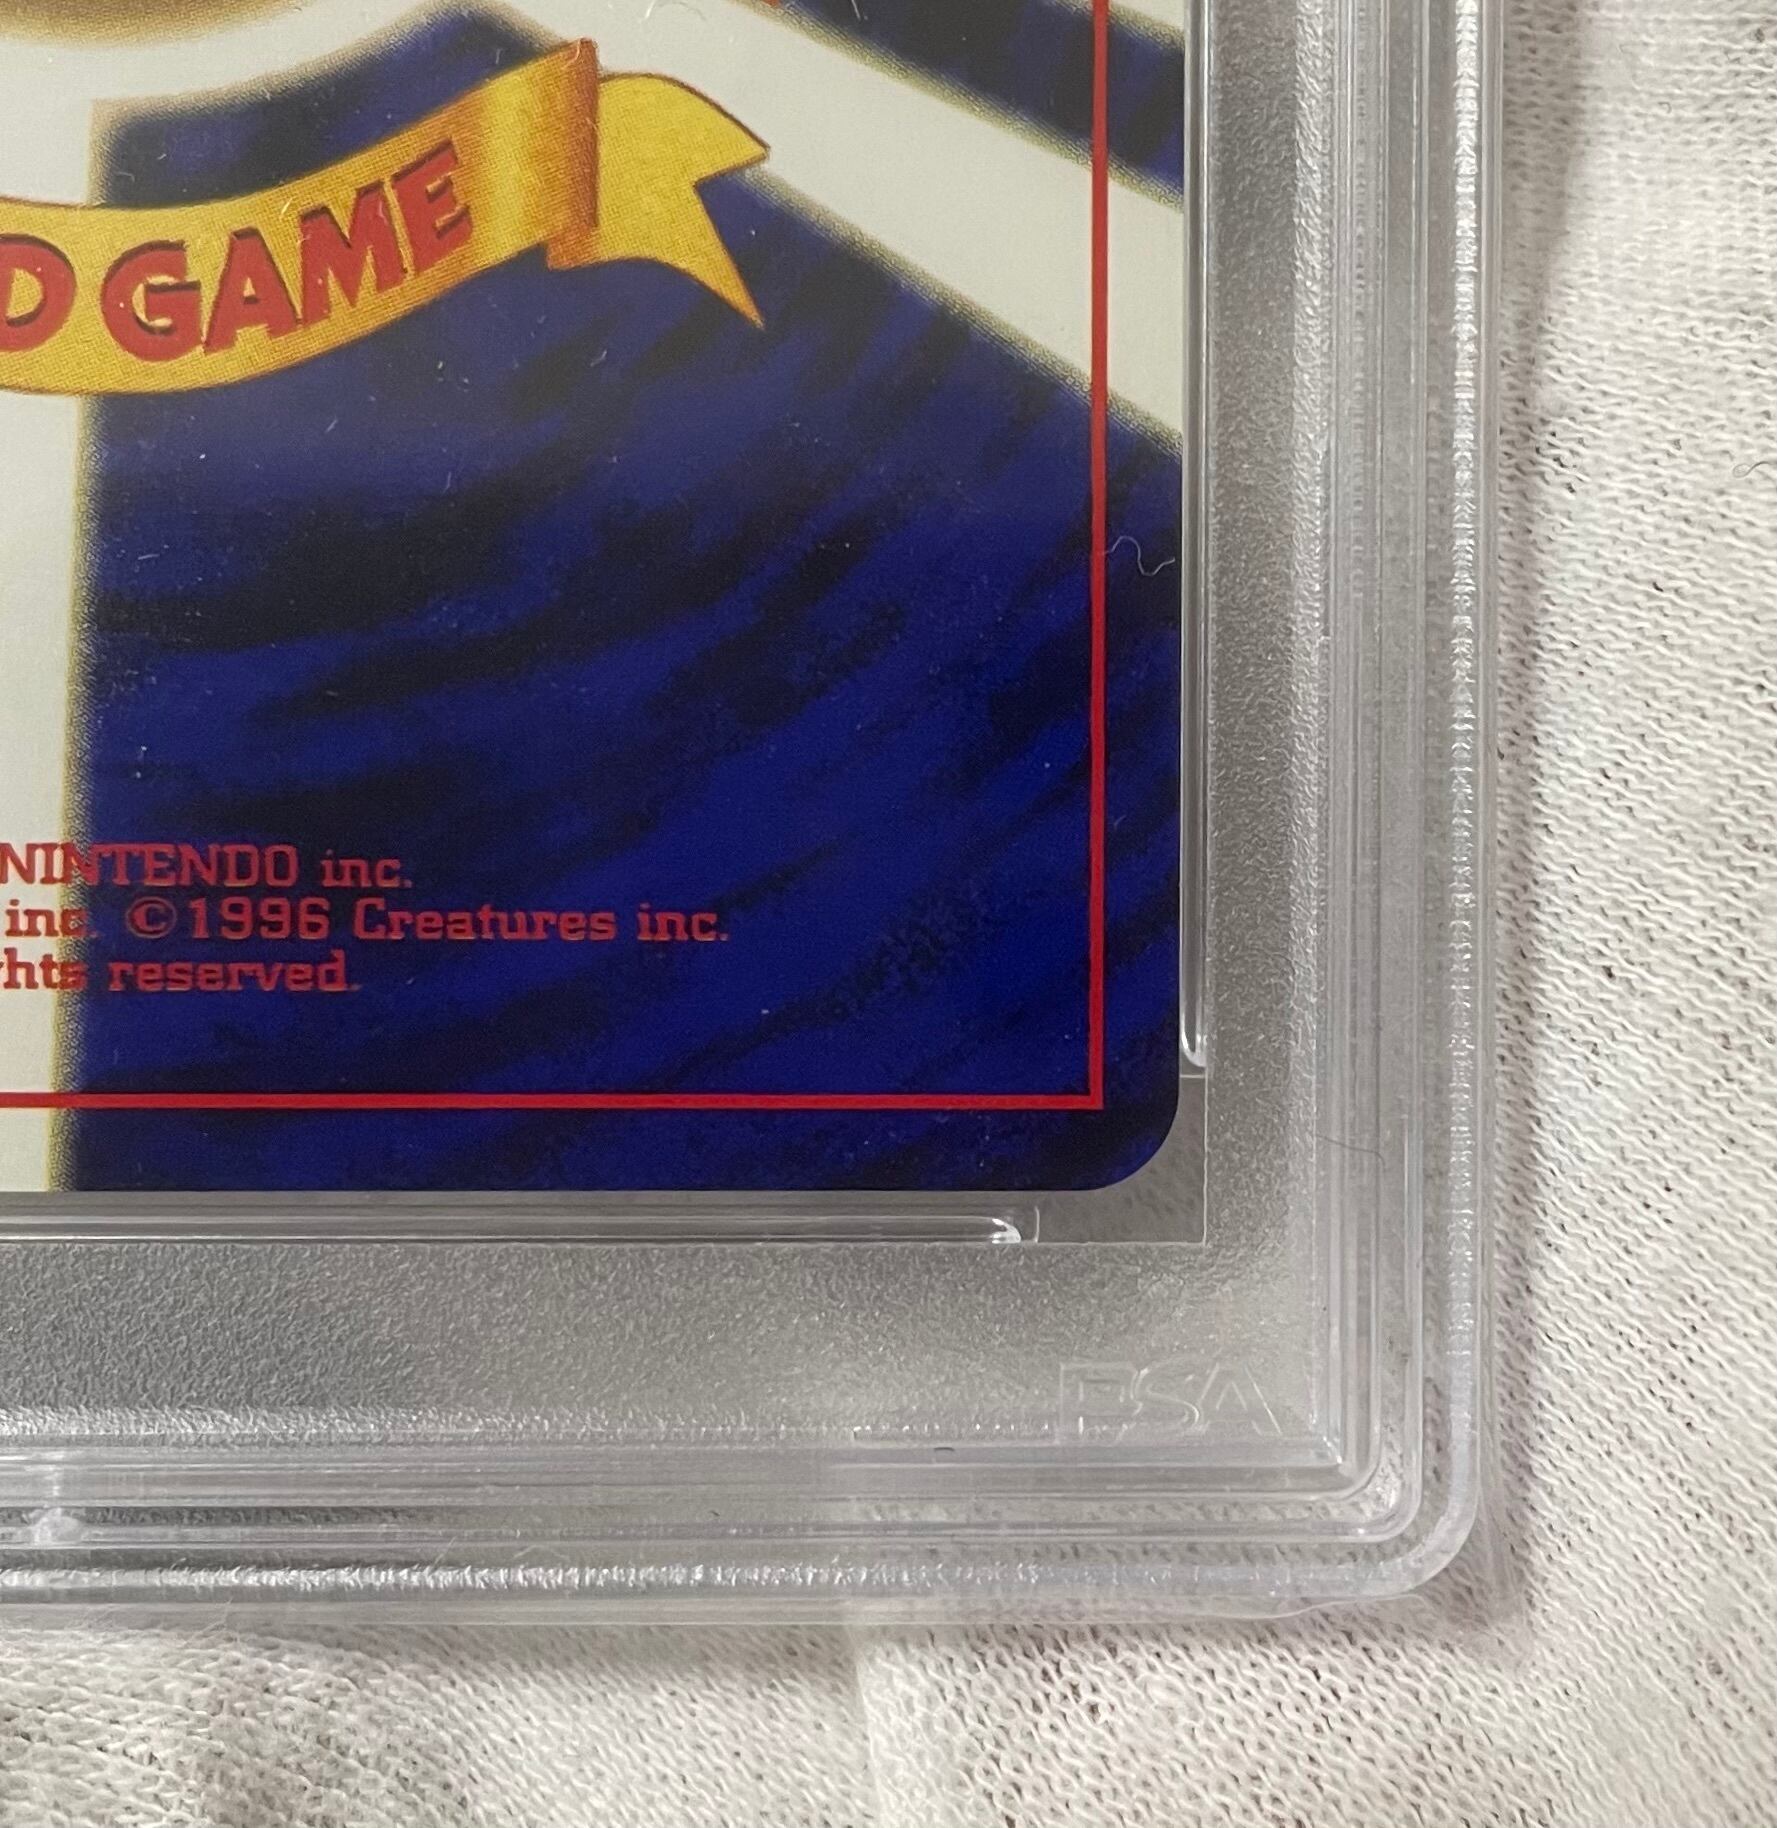 D GAME
NINTENDO inc.
inc. ©1996 Creatures inc.
hts reserved.
PSA